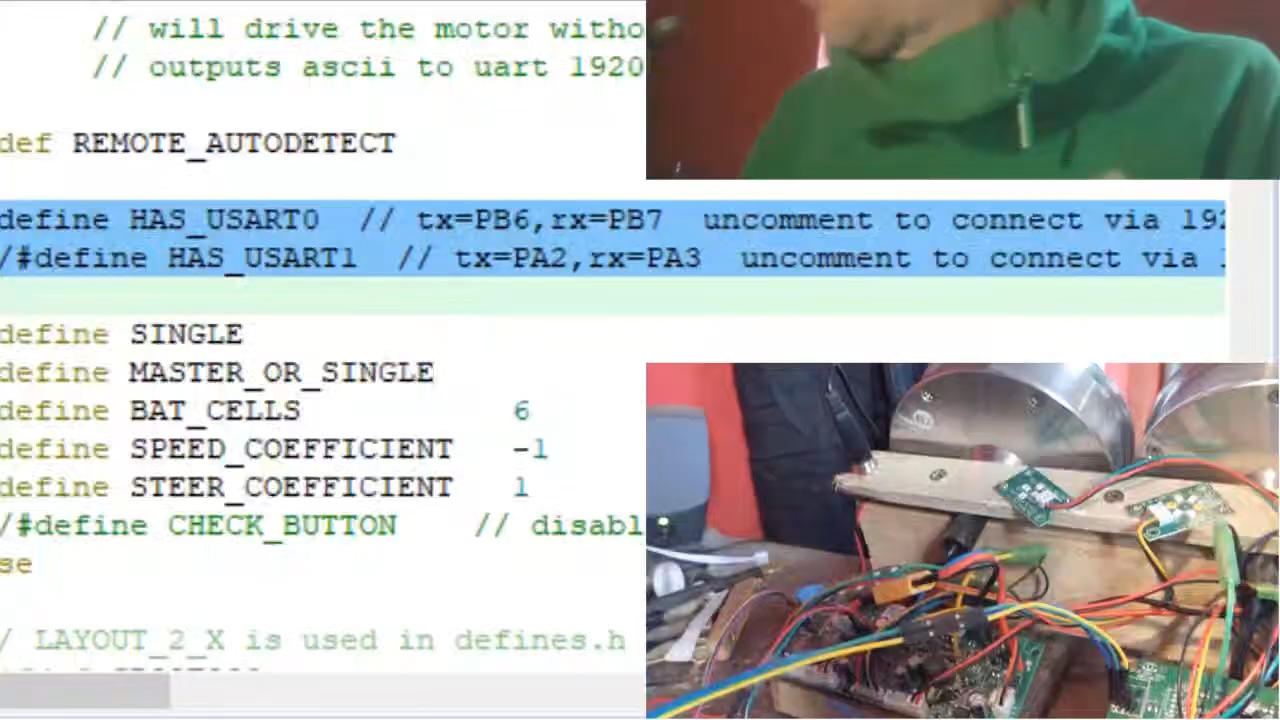 // will drive the motor witho
// outputs ascii to uart 1920
def REMOTE_AUTODETECT
define HAS_USART0 // tx=PB6,rx=PB7 uncomment to connect via 192
/#define HAS_USART1 // tx=PA2,rx=PA3 uncomment to connect via
define SINGLE
define MASTER_OR_SINGLE
define BAT_CELLS 6
define SPEED_COEFFICIENT -1
define STEER_COEFFICIENT 1
/#define CHECK_BUTTON // disabl
se
/ LAYOUT_2_X is used in defines.h